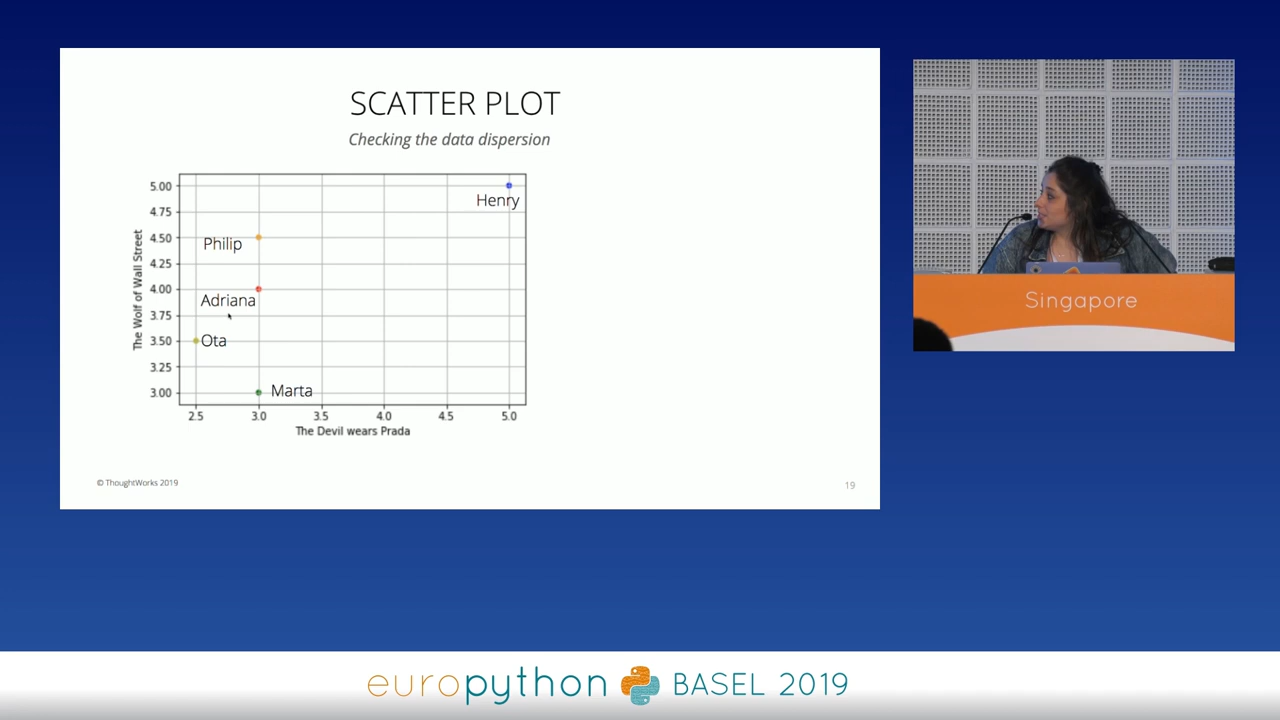 SCATTER PLOT
Checking the data dispersion
The Wolf of Wall Street
5.00
4.75
4.50
4.25
4.00
3.75
3.50
3.25
3.00
Henry
Philip
Adriana
Ota
Marta
2.5 3.0 3.5 4.0 4.5 5.0
The Devil wears Prada
© ThoughtWorks 2019
19
Singapore
europython BASEL 2019